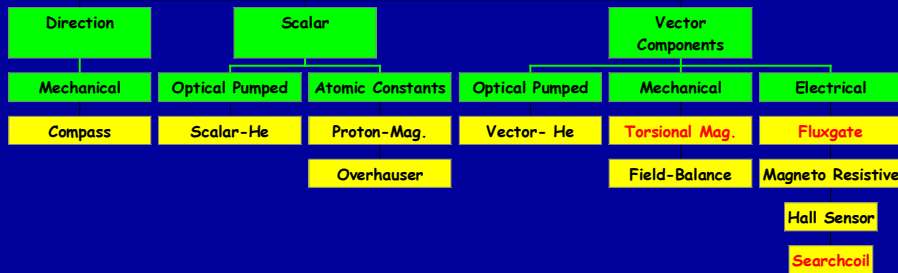 Direction
Scalar
Vector
Components
Mechanical
Optical Pumped
Atomic Constants
Optical Pumped
Mechanical
Electrical
Compass
Scalar-He
Proton-Mag.
Vector- He
Torsional Mag.
Fluxgate
Overhauser
Field-Balance
Magneto Resistive
Hall Sensor
Searchcoil